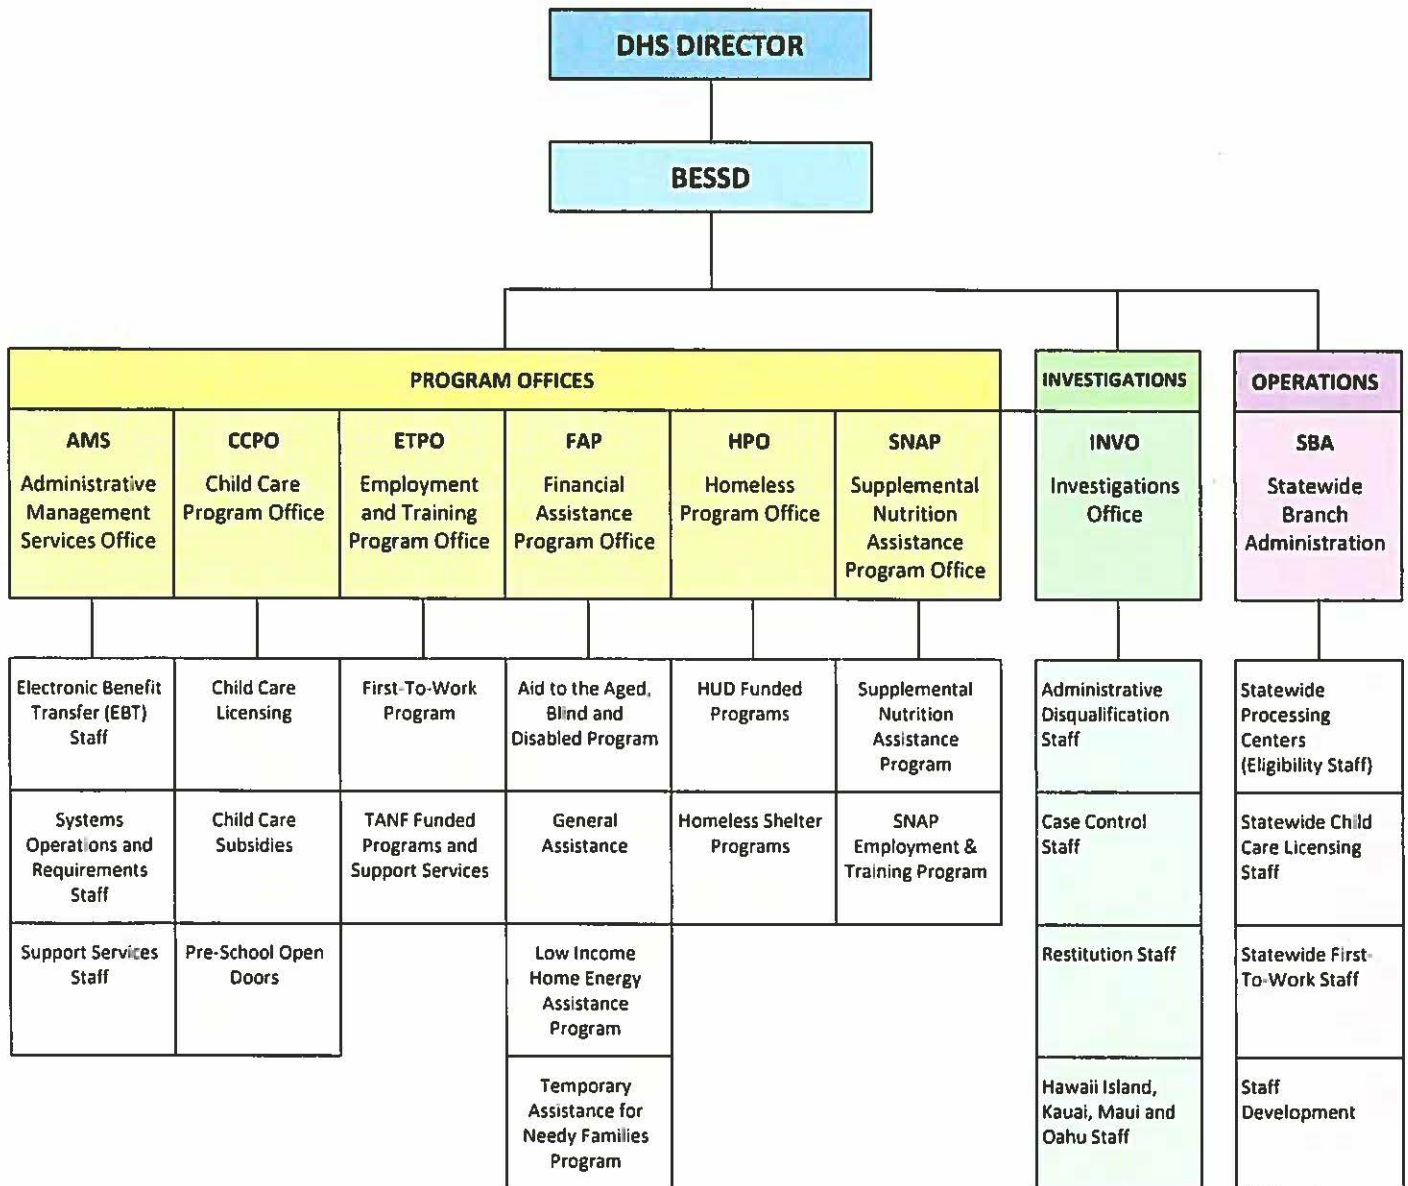 DHS DIRECTOR
BESSD
PROGRAM OFFICES
INVESTIGATIONS
OPERATIONS
AMS
Administrative
Management
Services Office
CCPO
Child Care
Program Office
ETPO
Employment
and Training
Program Office
FAP
Financial
Assistance
Program Office
HPO
Homeless
Program Office
SNAP
Supplemental
Nutrition
Assistance
Program Office
INVO
Investigations
Office
SBA
Statewide
Branch
Administration
Electronic Benefit
Transfer (EBT)
Staff
Child Care
Licensing
First-To-Work
Program
Aid to the Aged,
Blind and
Disabled Program
HUD Funded
Programs
Supplemental
Nutrition
Assistance
Program
Administrative
Disqualification
Staff
Statewide
Processing
Centers
(Eligibility Staff)
Systems
Operations and
Requirements
Staff
Child Care
Subsidies
TANF Funded
Programs and
Support Services
General
Assistance
Homeless Shelter
Programs
SNAP
Employment &
Training Program
Case Control
Staff
Statewide Child
Care Licensing
Staff
Support Services
Staff
Pre-School Open
Doors
Low Income
Home Energy
Assistance
Program
Restitution Staff
Statewide First-
To-Work Staff
Temporary
Assistance for
Needy Families
Program
Hawaii Island,
Kauai, Maui and
Oahu Staff
Staff
Development